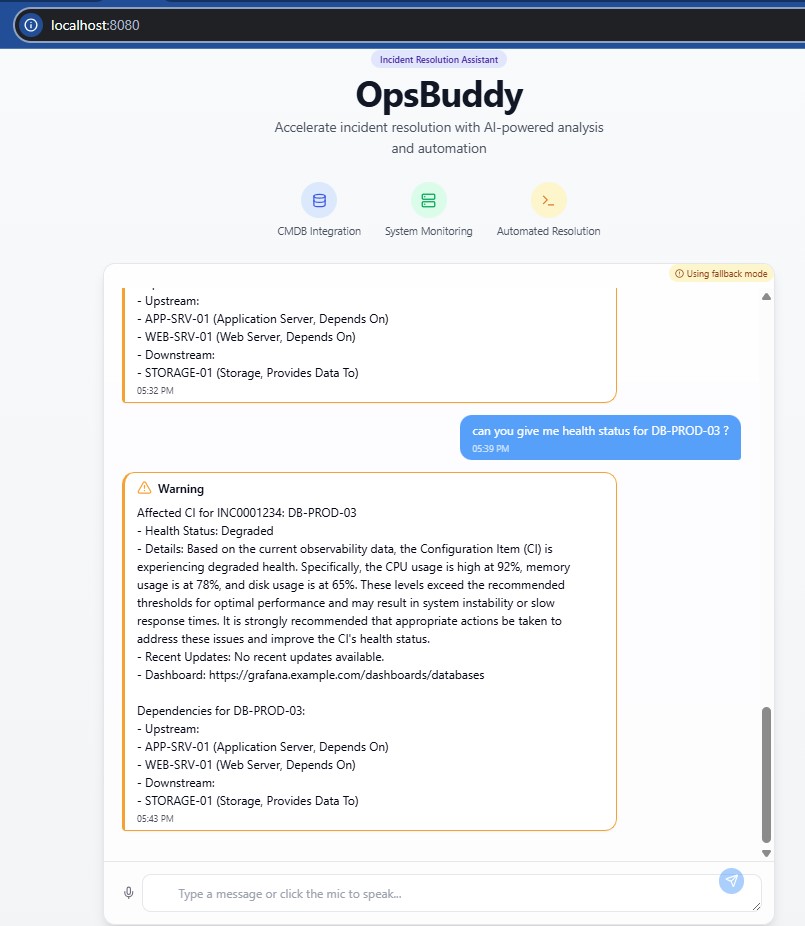 localhost:8080
Incident Resolution Assistant
OpsBuddy
Accelerate incident resolution with AI-powered analysis
and automation
CMDB Integration
System Monitoring
Automated Resolution
Using fallback mode
- Upstream:
- APP-SRV-01 (Application Server, Depends On)
- WEB-SRV-01 (Web Server, Depends On)
- Downstream:
- STORAGE-01 (Storage, Provides Data To)
05:32 PM
can you give me health status for DB-PROD-03 ?
05:39 PM
Warning
Affected CI for INC0001234: DB-PROD-03
- Health Status: Degraded
- Details: Based on the current observability data, the Configuration Item (CI) is
experiencing degraded health. Specifically, the CPU usage is high at 92%, memory
usage is at 78%, and disk usage is at 65%. These levels exceed the recommended
thresholds for optimal performance and may result in system instability or slow
response times. It is strongly recommended that appropriate actions be taken to
address these issues and improve the CI's health status.
- Recent Updates: No recent updates available.
- Dashboard: https://grafana.example.com/dashboards/databases
Dependencies for DB-PROD-03:
- Upstream:
- APP-SRV-01 (Application Server, Depends On)
- WEB-SRV-01 (Web Server, Depends On)
- Downstream:
- STORAGE-01 (Storage, Provides Data To)
05:43 PM
Type a message or click the mic to speak...